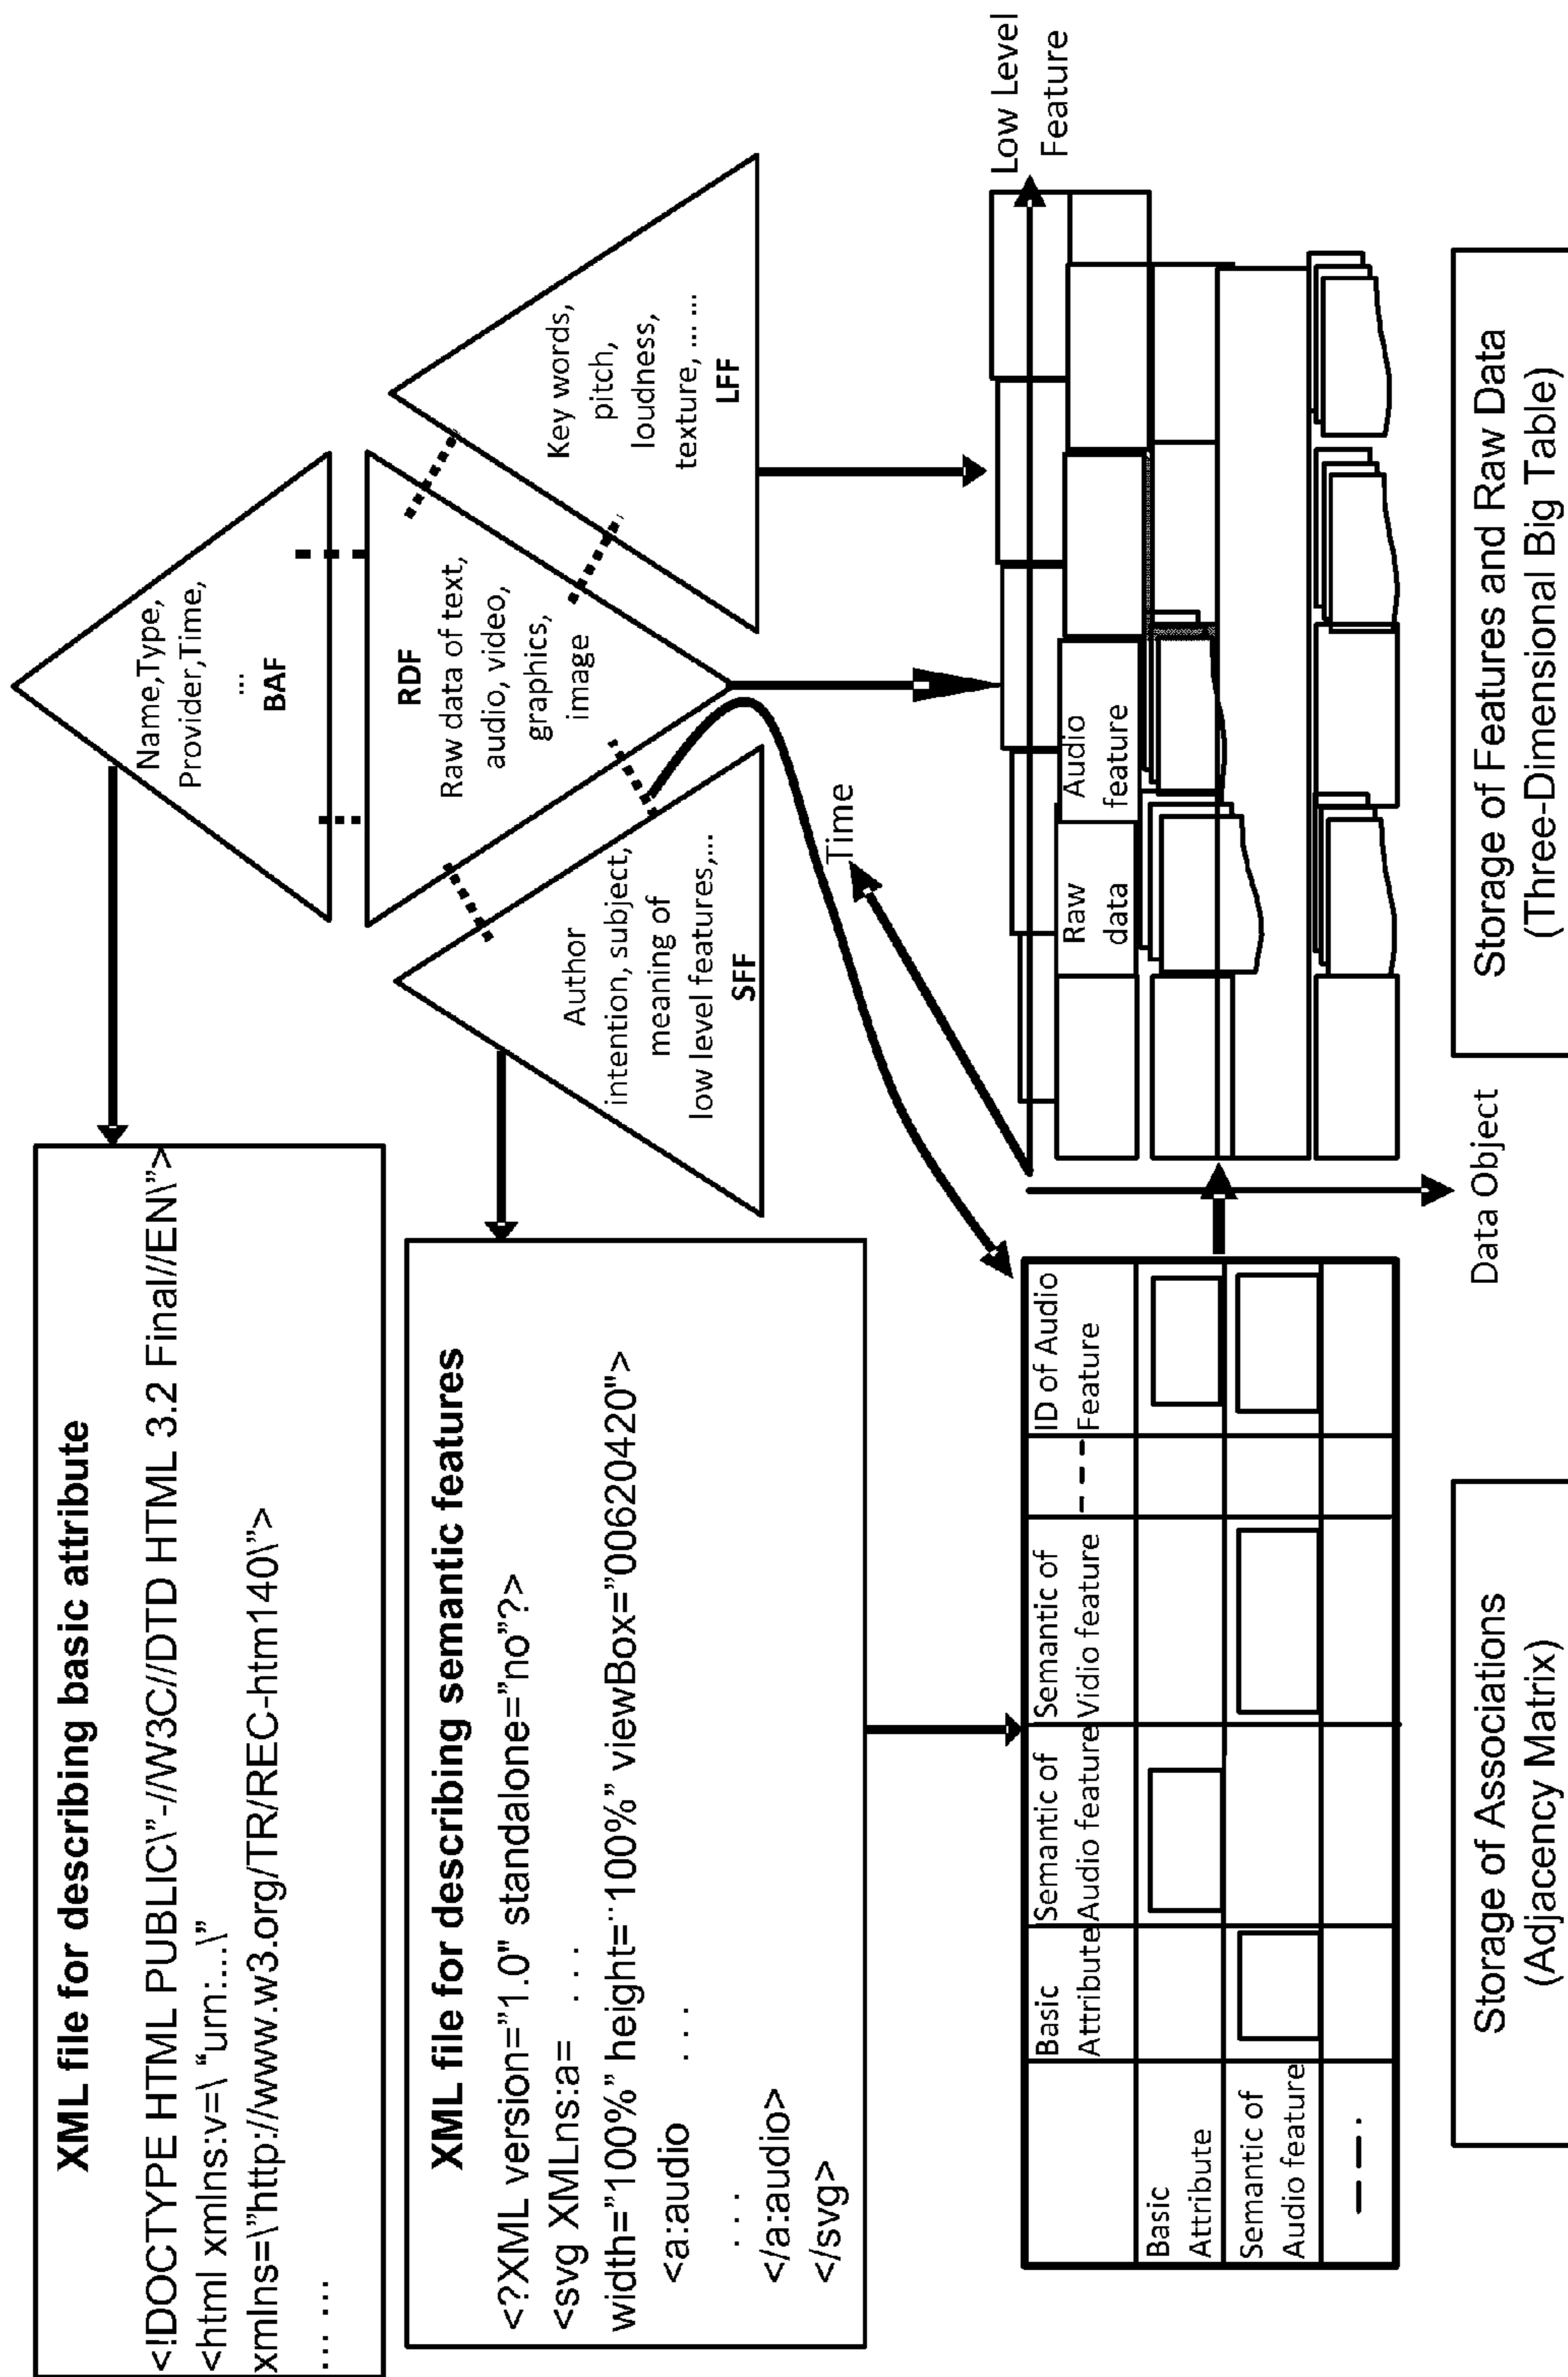 XML file for describing basic attribute
<!DOCTYPE HTML PUBLIC\"-//W3C//DTD HTML 3.2 Final//EN\">
<html xmlns:v=\ "urn:...\"
xmlns=\"http://www.w3.org/TR/REC-htm140\">
... ...
Name,Type,
Provider,Time,
...
BAF
RDF
Raw data of text,
audio, video,
graphics,
image
XML file for describing semantic features
<?XML version="1.0" standalone="no"?>
<svg XMLns:a= . . .
width="100%" height="100%" viewBox="00620420">
<a:audio . . .
. . .
</a:audio>
</svg>
Author
intention, subject,
meaning of
low level features,...
SFF
Key words,
pitch,
loudness,
texture, ... ...
LFF
Time
Low Level
Feature
Basic
Attribute
Semantic of
Audio feature
Semantic of
Vidio feature
– – –
ID of Audio
Feature
Basic
Attribute
Semantic of
Audio feature
– – – .
Raw
data
Audio
feature
Data Object
Storage of Associations
(Adjacency Matrix)
Storage of Features and Raw Data
(Three-Dimensional Big Table)